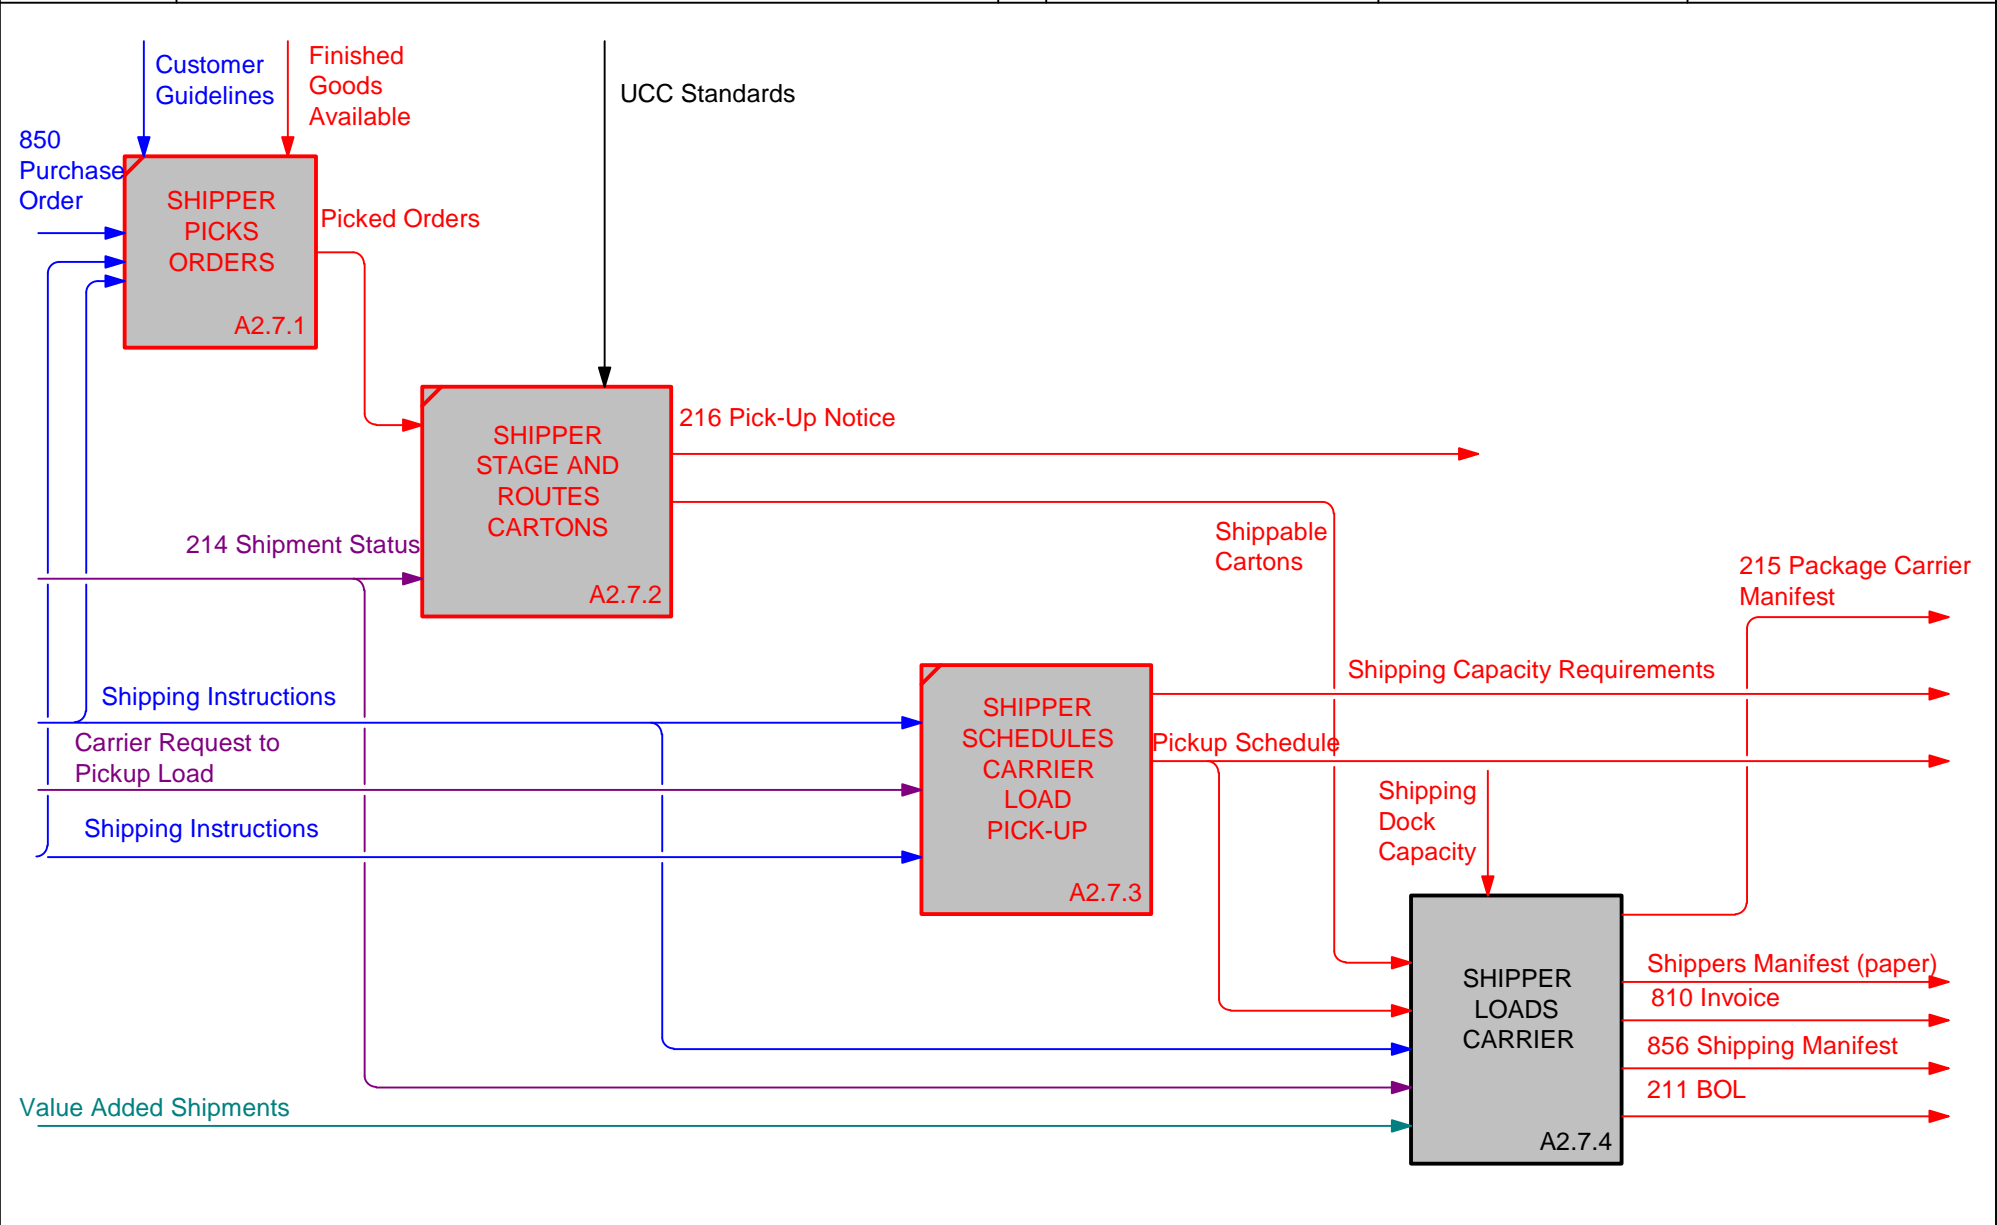 Customer
Guidelines
Finished
Goods
Available
UCC Standards
850
Purchase
Order
SHIPPER
PICKS
ORDERS
A2.7.1
Picked Orders
SHIPPER
STAGE AND
ROUTES
CARTONS
A2.7.2
216 Pick-Up Notice
214 Shipment Status
Shippable
Cartons
215 Package Carrier
Manifest
Shipping Instructions
Carrier Request to
Pickup Load
Shipping Instructions
SHIPPER
SCHEDULES
CARRIER
LOAD
PICK-UP
A2.7.3
Shipping Capacity Requirements
Pickup Schedule
Shipping
Dock
Capacity
SHIPPER
LOADS
CARRIER
A2.7.4
Shippers Manifest (paper)
810 Invoice
856 Shipping Manifest
211 BOL
Value Added Shipments